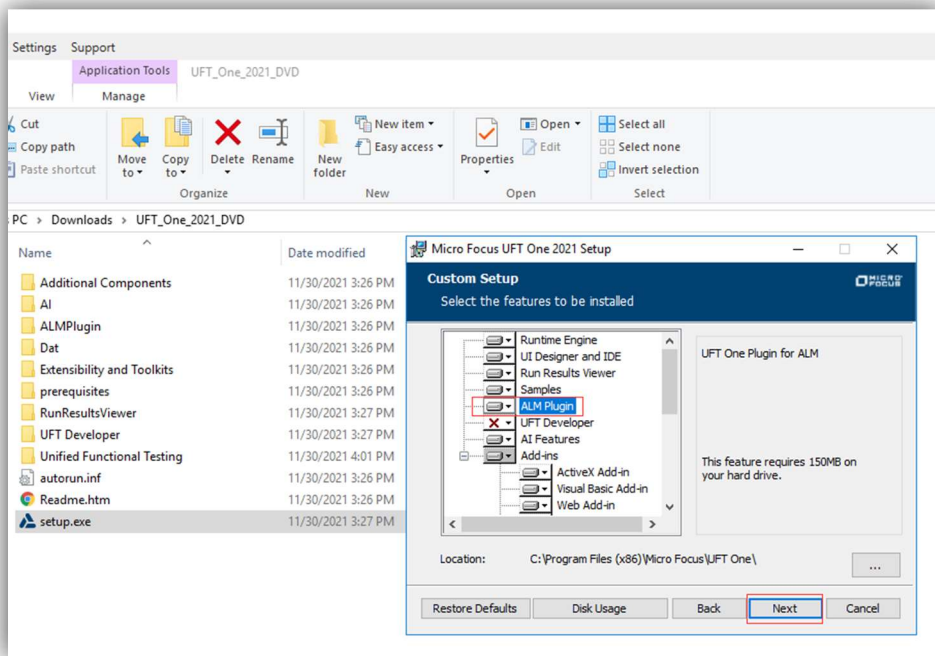 Settings Support
Application Tools UFT_One_2021_DVD
View Manage
Cut
Copy path
Paste shortcut
Move to
Copy to
Delete
Rename
Organize
New folder
New item
Easy access
New
Properties
Open
Edit
Open
Select all
Select none
Invert selection
Select
PC > Downloads > UFT_One_2021_DVD
Name Date modified
Additional Components 11/30/2021 3:26 PM
AI 11/30/2021 3:26 PM
ALMPlugin 11/30/2021 3:26 PM
Dat 11/30/2021 3:26 PM
Extensibility and Toolkits 11/30/2021 3:26 PM
prerequisites 11/30/2021 3:26 PM
RunResultsViewer 11/30/2021 3:27 PM
UFT Developer 11/30/2021 3:27 PM
Unified Functional Testing 11/30/2021 4:01 PM
autorun.inf 11/30/2021 3:26 PM
Readme.htm 11/30/2021 3:26 PM
setup.exe 11/30/2021 3:27 PM
Micro Focus UFT One 2021 Setup
Custom Setup
MICRO FOCUS
Select the features to be installed
Runtime Engine
UI Designer and IDE
Run Results Viewer
Samples
ALM Plugin
UFT Developer
AI Features
Add-ins
ActiveX Add-in
Visual Basic Add-in
Web Add-in
UFT One Plugin for ALM
This feature requires 150MB on
your hard drive.
Location: C:\Program Files (x86)\Micro Focus\UFT One\
...
Restore Defaults Disk Usage Back Next Cancel